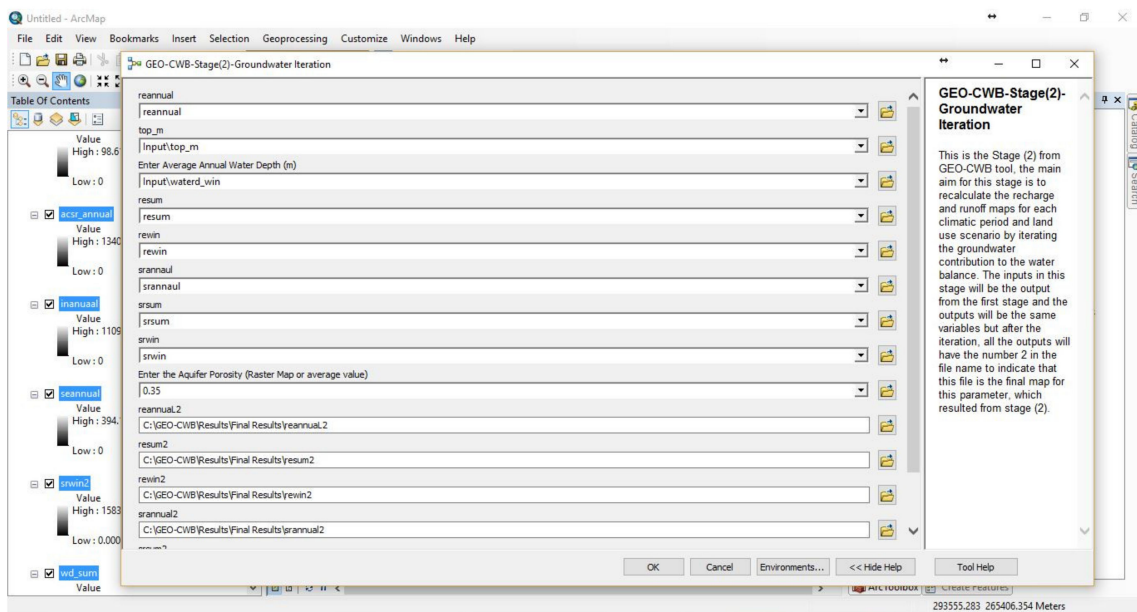 Untitled - ArcMap
File Edit View Bookmarks Insert Selection Geoprocessing Customize Windows Help
GEO-CWB-Stage(2)-Groundwater Iteration
Table Of Contents
Value
High : 98.6
Low : 0
acsr_annual
Value
High : 1340
Low : 0
inanuaal
Value
High : 1109
Low : 0
seannual
Value
High : 394.
Low : 0
srwin2
Value
High : 1583
Low : 0.000
wd_sum
Value
reannual
reannual
top_m
Input\top_m
Enter Average Annual Water Depth (m)
Input\waterd_win
resum
resum
rewin
rewin
srannaul
srannaul
srsum
srsum
srwin
srwin
Enter the Aquifer Porosity (Raster Map or average value)
0.35
reannuaL2
C:\GEO-CWB\Results\Final Results\reannuaL2
resum2
C:\GEO-CWB\Results\Final Results\resum2
rewin2
C:\GEO-CWB\Results\Final Results\rewin2
srannual2
C:\GEO-CWB\Results\Final Results\srannual2
OK Cancel Environments... << Hide Help Tool Help
GEO-CWB-Stage(2)-
Groundwater
Iteration
This is the Stage (2) from
GEO-CWB tool, the main
aim for this stage is to
recalculate the recharge
and runoff maps for each
climatic period and land
use scenario by iterating
the groundwater
contribution to the water
balance. The inputs in this
stage will be the output
from the first stage and the
outputs will be the same
variables but after the
iteration, all the outputs will
have the number 2 in the
file name to indicate that
this file is the final map for
this parameter, which
resulted from stage (2).
Catalog
Search
ArcToolbox Create Features
293555.283 265406.354 Meters